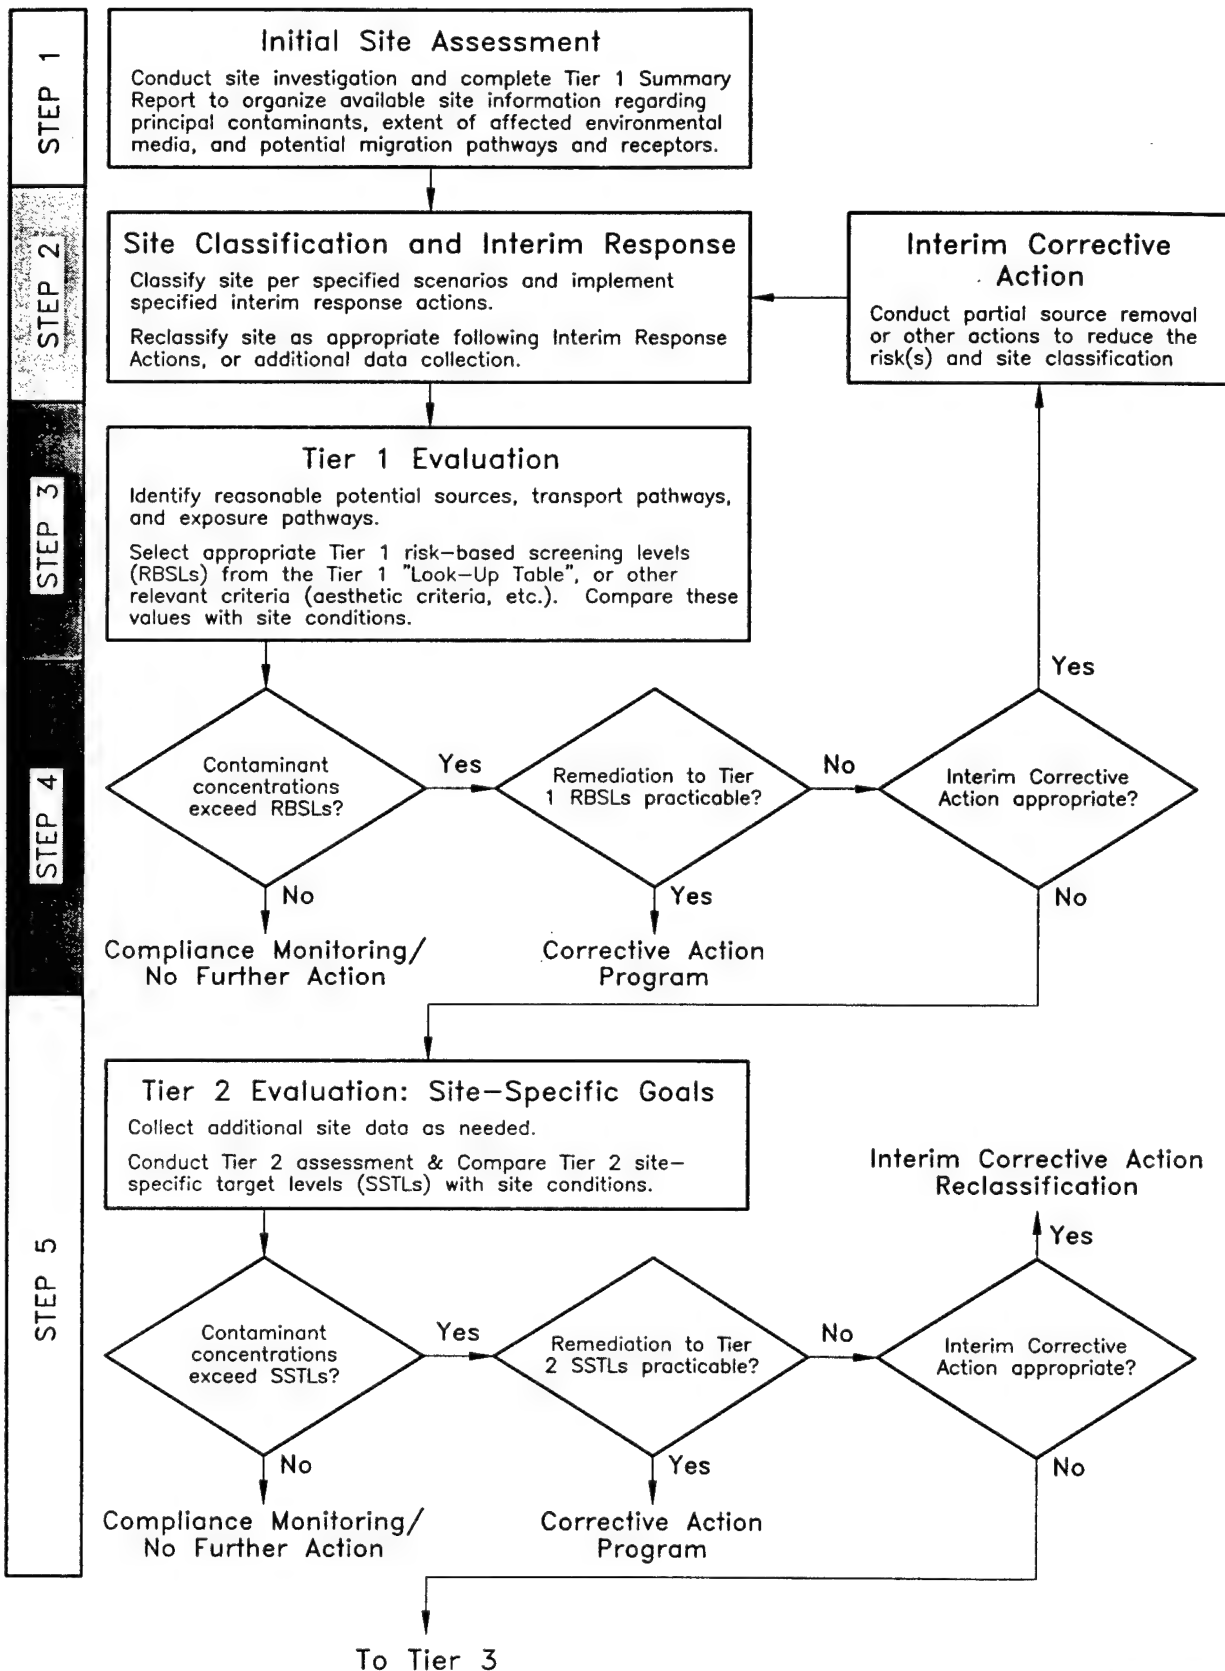 STEP 1
Initial Site Assessment
Conduct site investigation and complete Tier 1 Summary
Report to organize available site information regarding
principal contaminants, extent of affected environmental
media, and potential migration pathways and receptors.
STEP 2
Site Classification and Interim Response
Classify site per specified scenarios and implement
specified interim response actions.
Reclassify site as appropriate following Interim Response
Actions, or additional data collection.
Interim Corrective
Action
Conduct partial source removal
or other actions to reduce the
risk(s) and site classification
STEP 3
Tier 1 Evaluation
Identify reasonable potential sources, transport pathways,
and exposure pathways.
Select appropriate Tier 1 risk-based screening levels
(RBSLs) from the Tier 1 "Look-Up Table", or other
relevant criteria (aesthetic criteria, etc.). Compare these
values with site conditions.
STEP 4
Contaminant
concentrations
exceed RBSLs?
Yes
Remediation to Tier
1 RBSLs practicable?
No
Interim Corrective
Action appropriate?
Yes
No
Compliance Monitoring/
No Further Action
Yes
Corrective Action
Program
No
STEP 5
Tier 2 Evaluation: Site-Specific Goals
Collect additional site data as needed.
Conduct Tier 2 assessment & Compare Tier 2 site-
specific target levels (SSTLs) with site conditions.
Interim Corrective Action
Reclassification
Yes
Contaminant
concentrations
exceed SSTLs?
Yes
Remediation to Tier
2 SSTLs practicable?
No
Interim Corrective
Action appropriate?
No
Compliance Monitoring/
No Further Action
Yes
Corrective Action
Program
No
To Tier 3